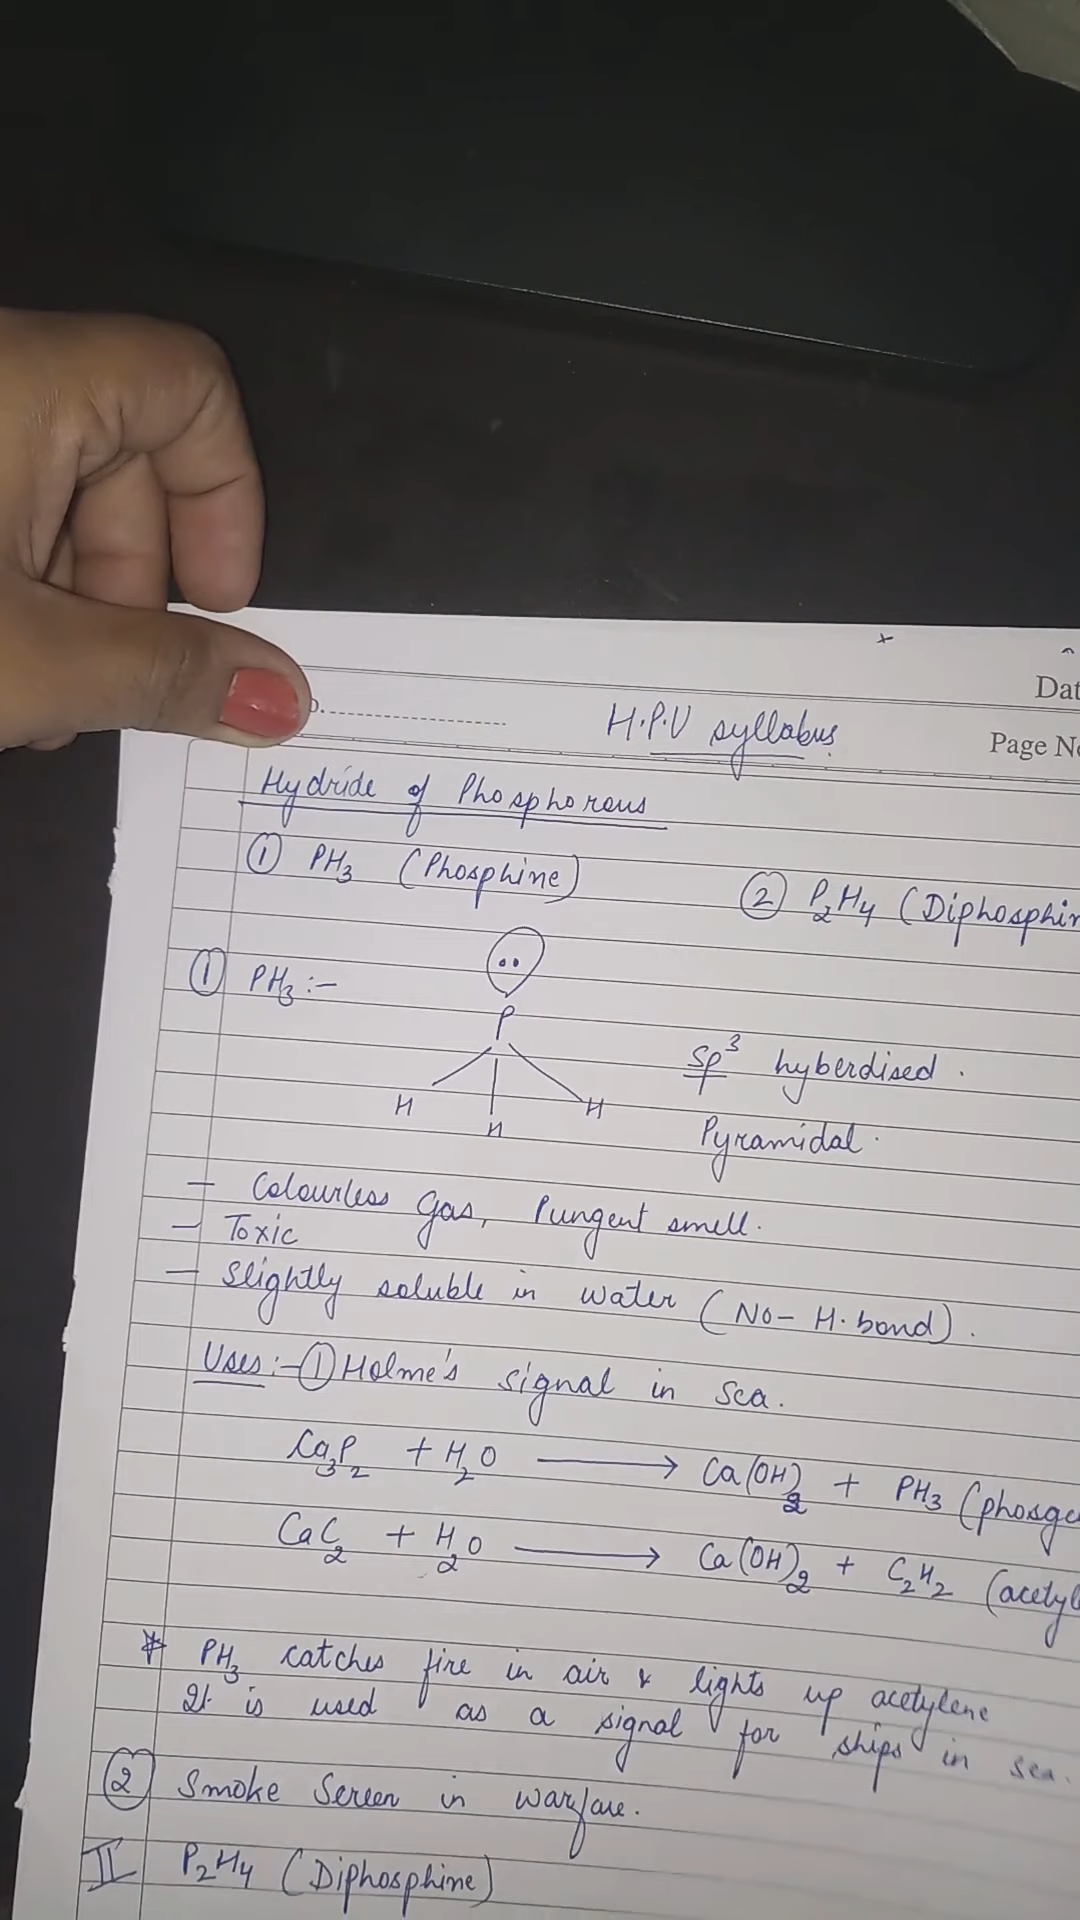 Dat
H.P.U syllabus
Page No
Hydride of Phosphorous
① PH3 (Phosphine)
② P2H4 (Diphosphin
① PH3 :-
P
H H H
Sp3 hyberdised.
Pyramidal.
- Colourless gas, Pungent smell.
- Toxic
- Slightly soluble in water (No- H.bond).
Uses:- ① Holme's signal in sea.
Ca3P2 + H2O → Ca(OH)2 + PH3 (phosge
CaC2 + H2O → Ca(OH)2 + C2H2 (acetyl
* PH3 catches fire in air & lights up acetylene
It is used as a signal for ships in sea.
② Smoke Screen in warfare.
II P2H4 (Diphosphine)